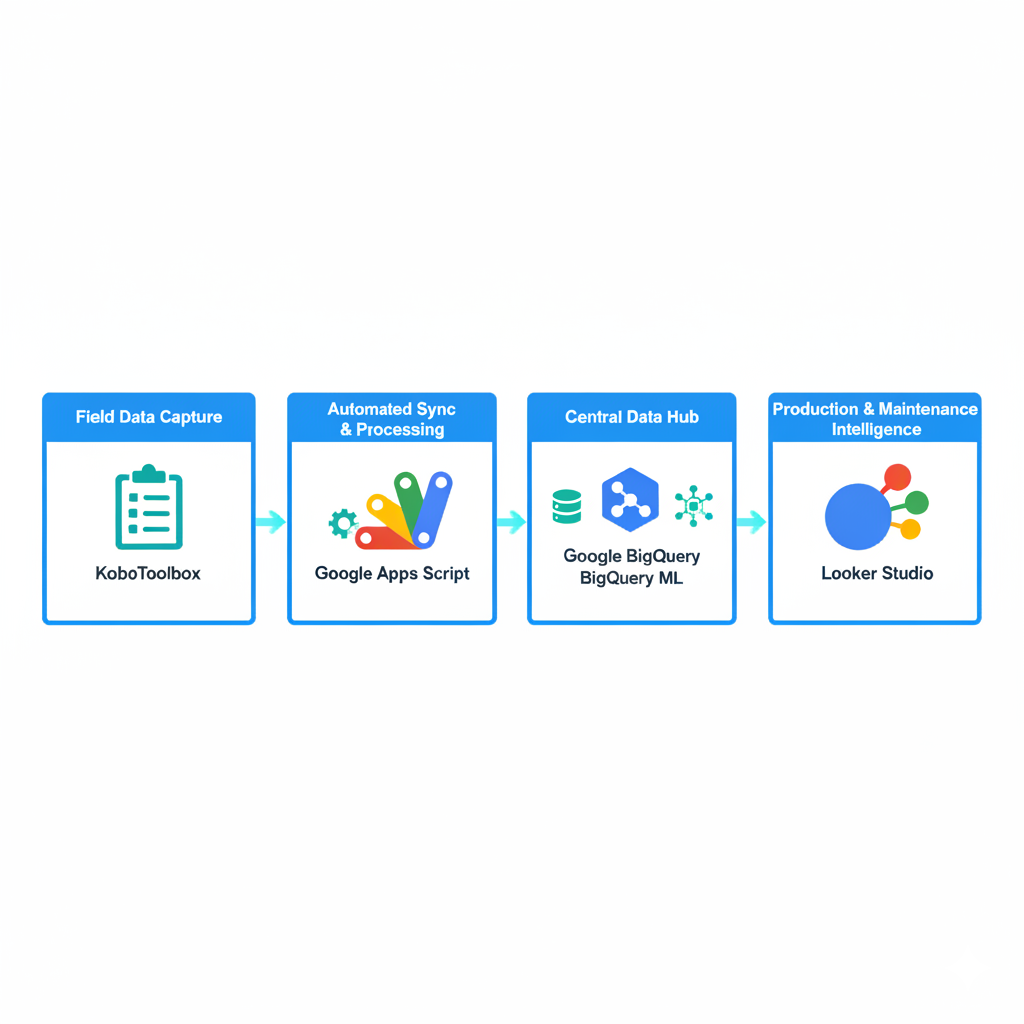 Field Data Capture
KoboToolbox
Automated Sync
& Processing
Google Apps Script
Central Data Hub
Google BigQuery
BigQuery ML
Production & Maintenance
Intelligence
Looker Studio